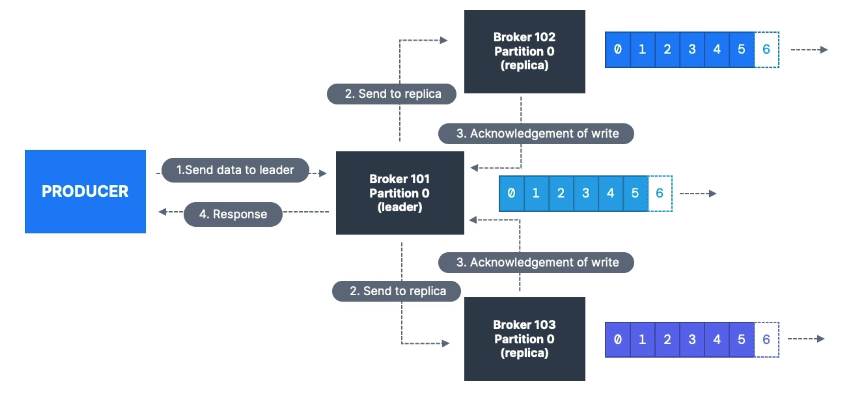 Broker 102
Partition 0
(replica)
0 1 2 3 4 5 6
2. Send to replica
3. Acknowledgement of write
PRODUCER
1.Send data to leader
4. Response
Broker 101
Partition 0
(leader)
0 1 2 3 4 5 6
3. Acknowledgement of write
2. Send to replica
Broker 103
Partition 0
(replica)
0 1 2 3 4 5 6